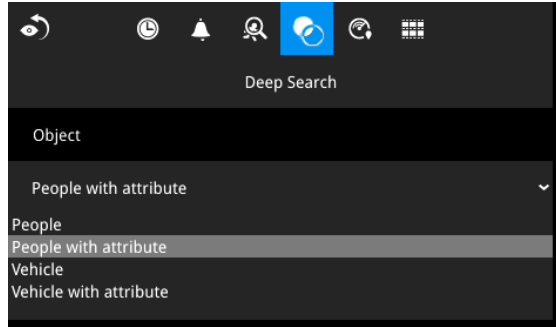 Deep Search
Object
People with attribute
People
People with attribute
Vehicle
Vehicle with attribute